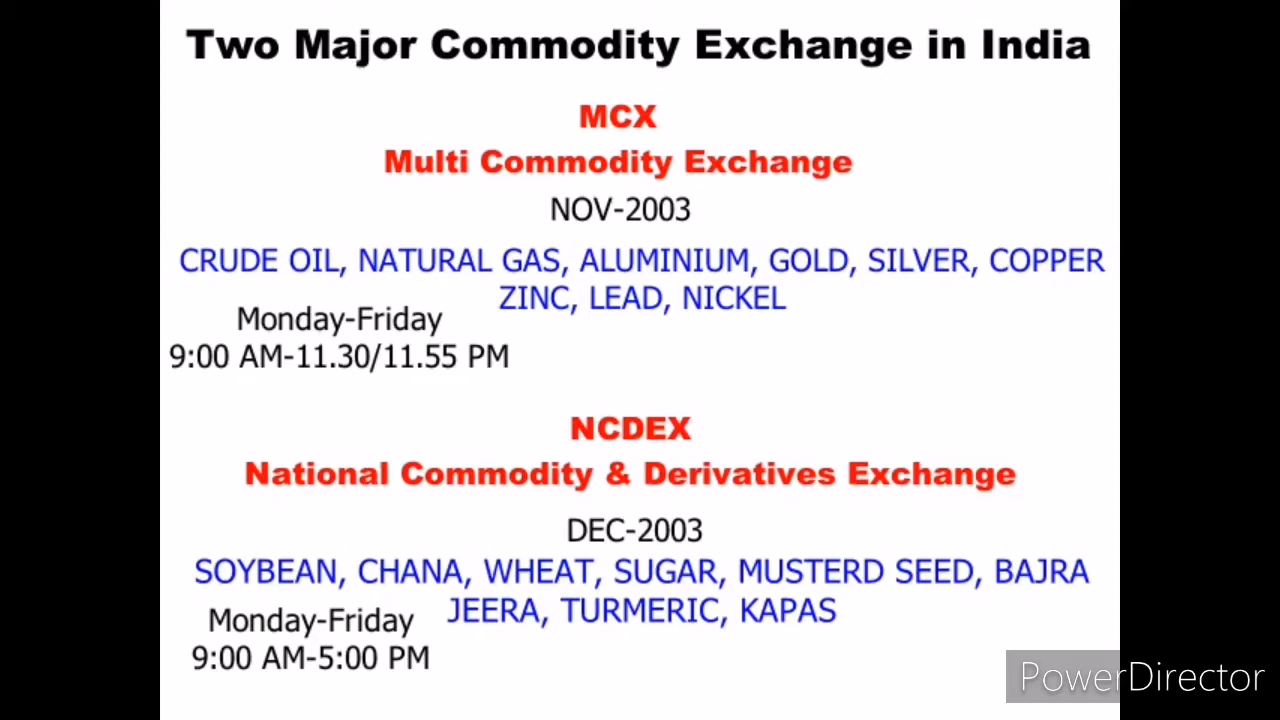 Two Major Commodity Exchange in India
MCX
Multi Commodity Exchange
NOV-2003
CRUDE OIL, NATURAL GAS, ALUMINIUM, GOLD, SILVER, COPPER
ZINC, LEAD, NICKEL
Monday-Friday
9:00 AM-11.30/11.55 PM
NCDEX
National Commodity & Derivatives Exchange
DEC-2003
SOYBEAN, CHANA, WHEAT, SUGAR, MUSTERD SEED, BAJRA
JEERA, TURMERIC, KAPAS
Monday-Friday
9:00 AM-5:00 PM
PowerDirector